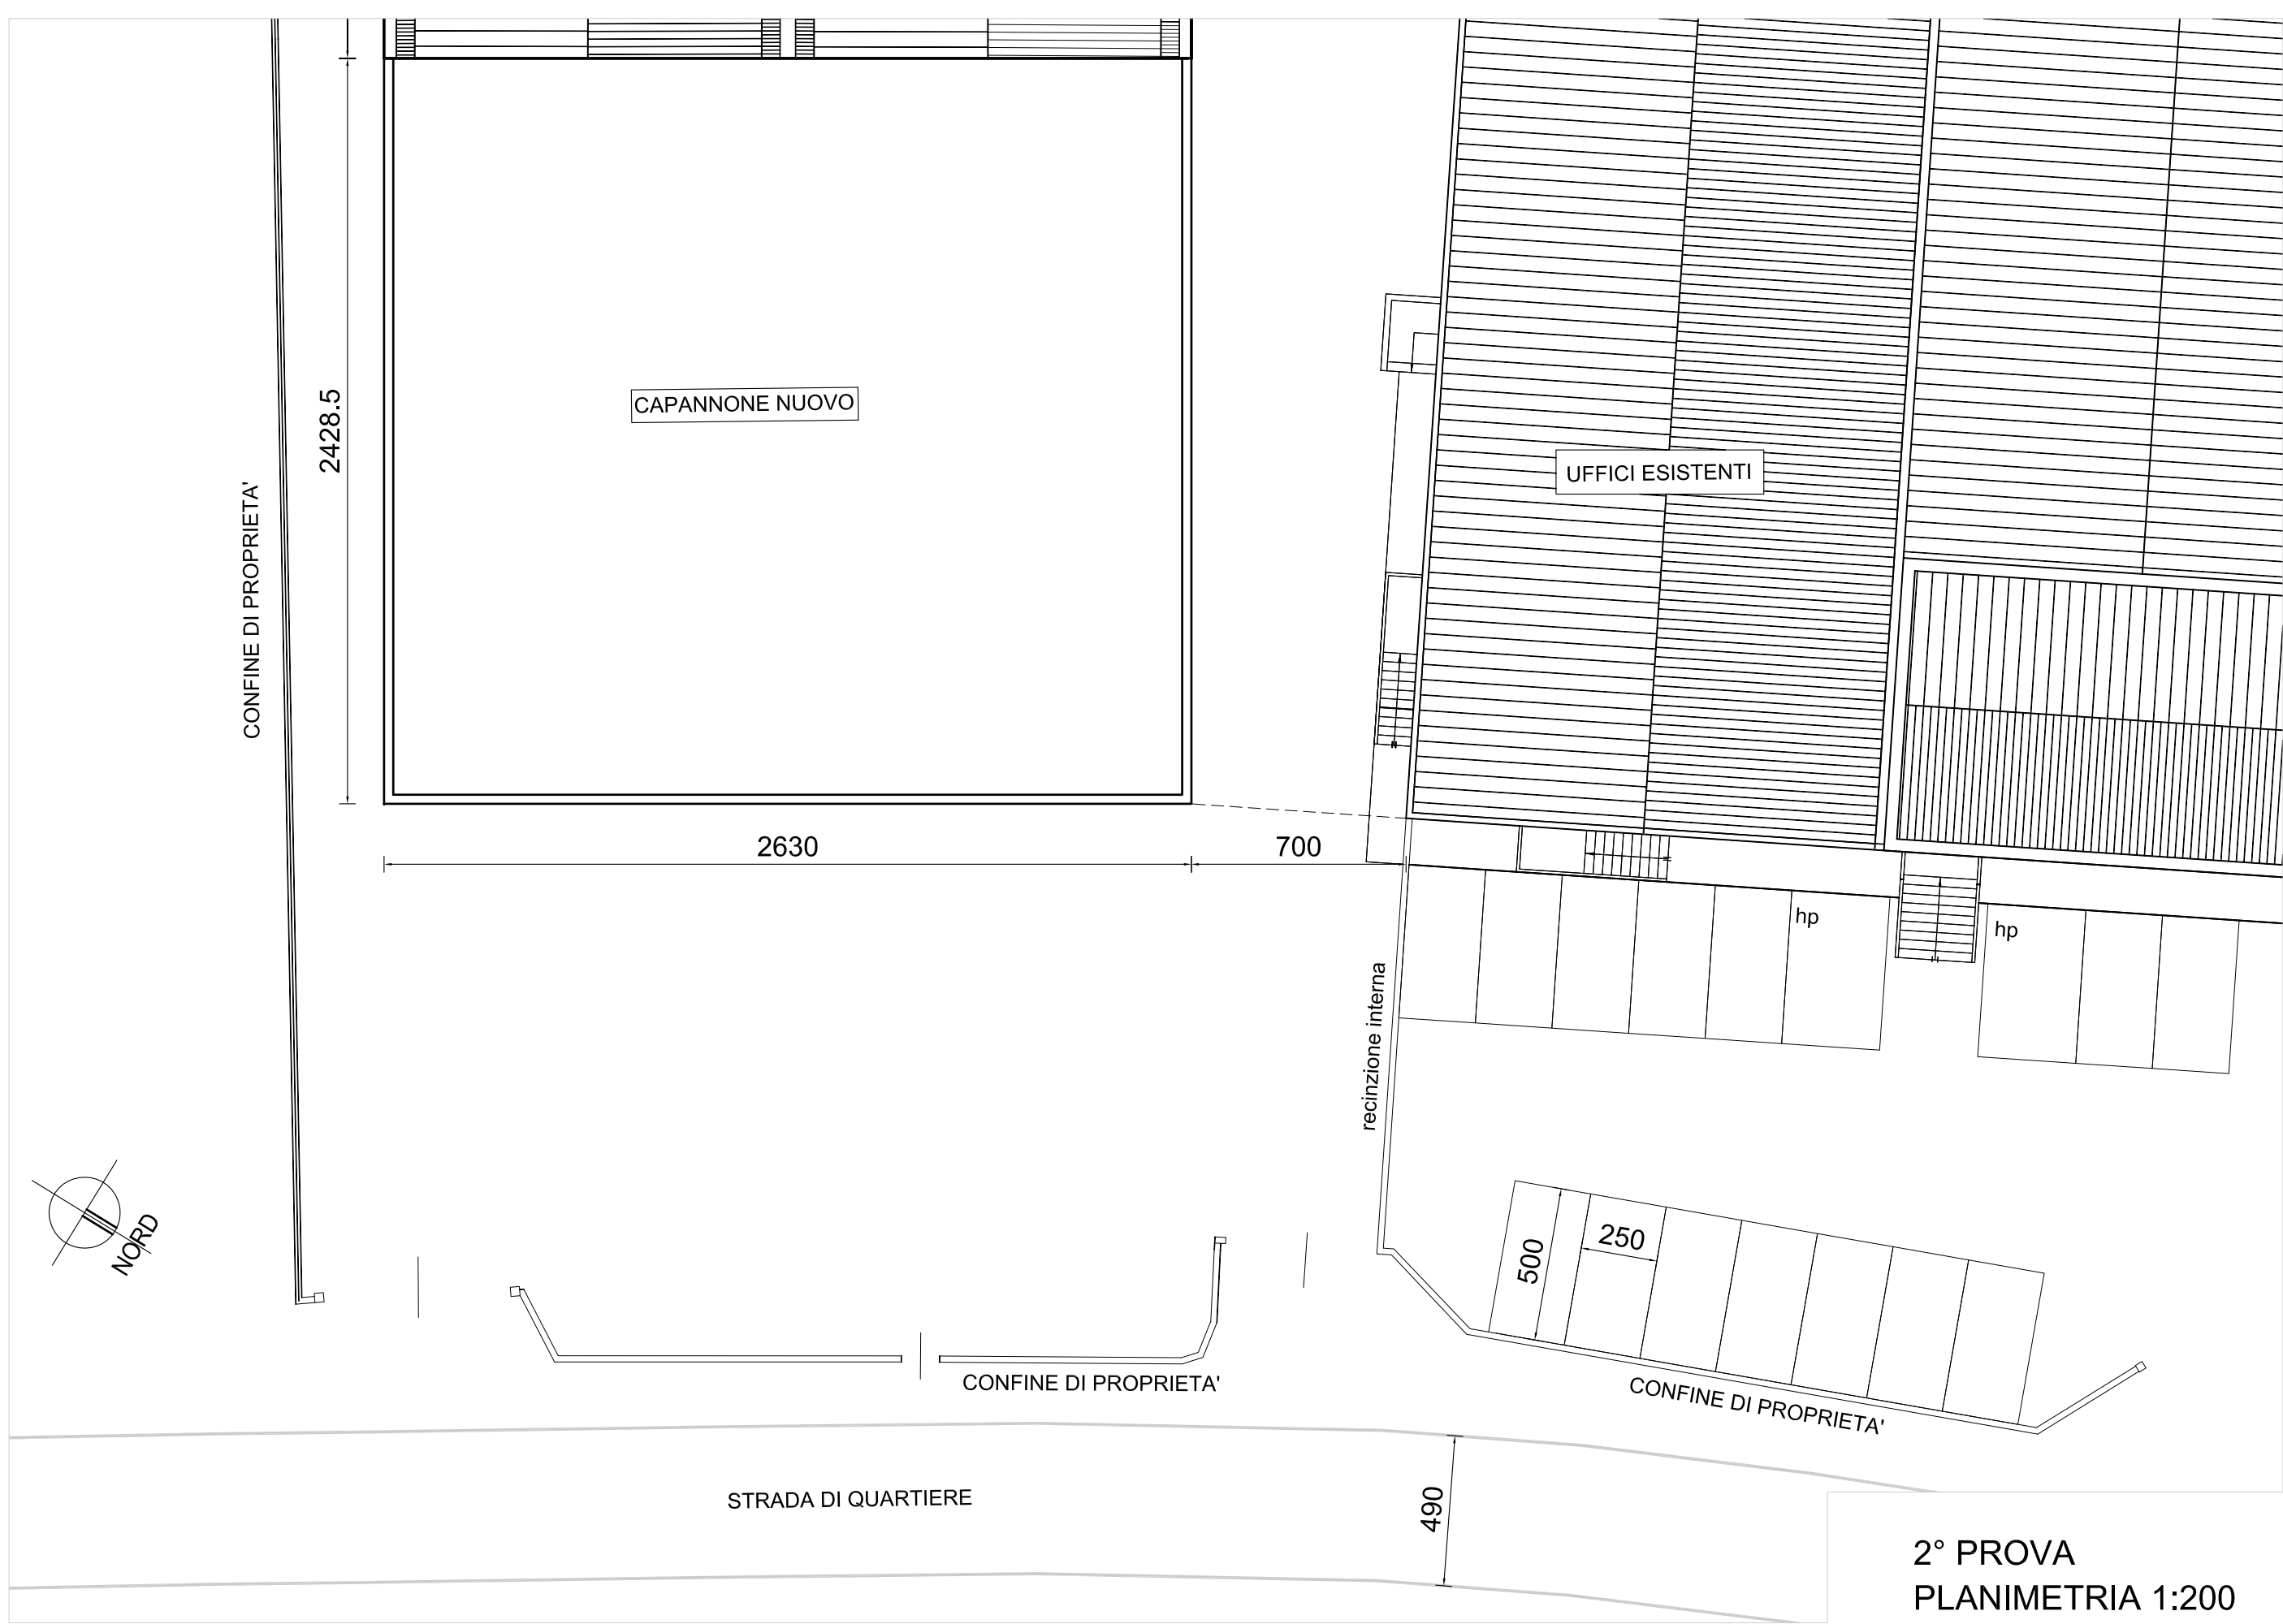 2428.5
CAPANNONE NUOVO
UFFICI ESISTENTI
CONFINE DI PROPRIETA'
2630
700
hp
hp
recinzione interna
NORD
500
250
CONFINE DI PROPRIETA'
CONFINE DI PROPRIETA'
STRADA DI QUARTIERE
490
2° PROVA
PLANIMETRIA 1:200